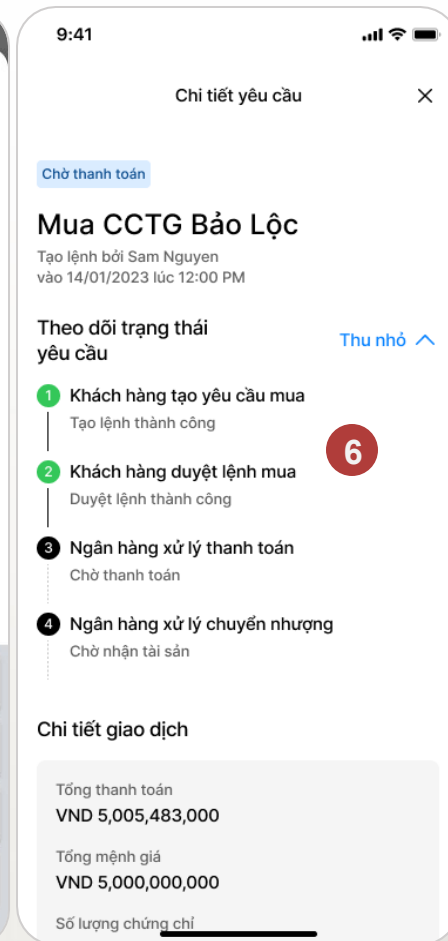 9:41
Chi tiết yêu cầu
Chờ thanh toán
Mua CCTG Bảo Lộc
Tạo lệnh bởi Sam Nguyen
vào 14/01/2023 lúc 12:00 PM
Theo dõi trạng thái
yêu cầu
Thu nhỏ
1 Khách hàng tạo yêu cầu mua
Tạo lệnh thành công
6
2 Khách hàng duyệt lệnh mua
Duyệt lệnh thành công
3 Ngân hàng xử lý thanh toán
Chờ thanh toán
4 Ngân hàng xử lý chuyển nhượng
Chờ nhận tài sản
Chi tiết giao dịch
Tổng thanh toán
VND 5,005,483,000
Tổng mệnh giá
VND 5,000,000,000
Số lượng chứng chỉ